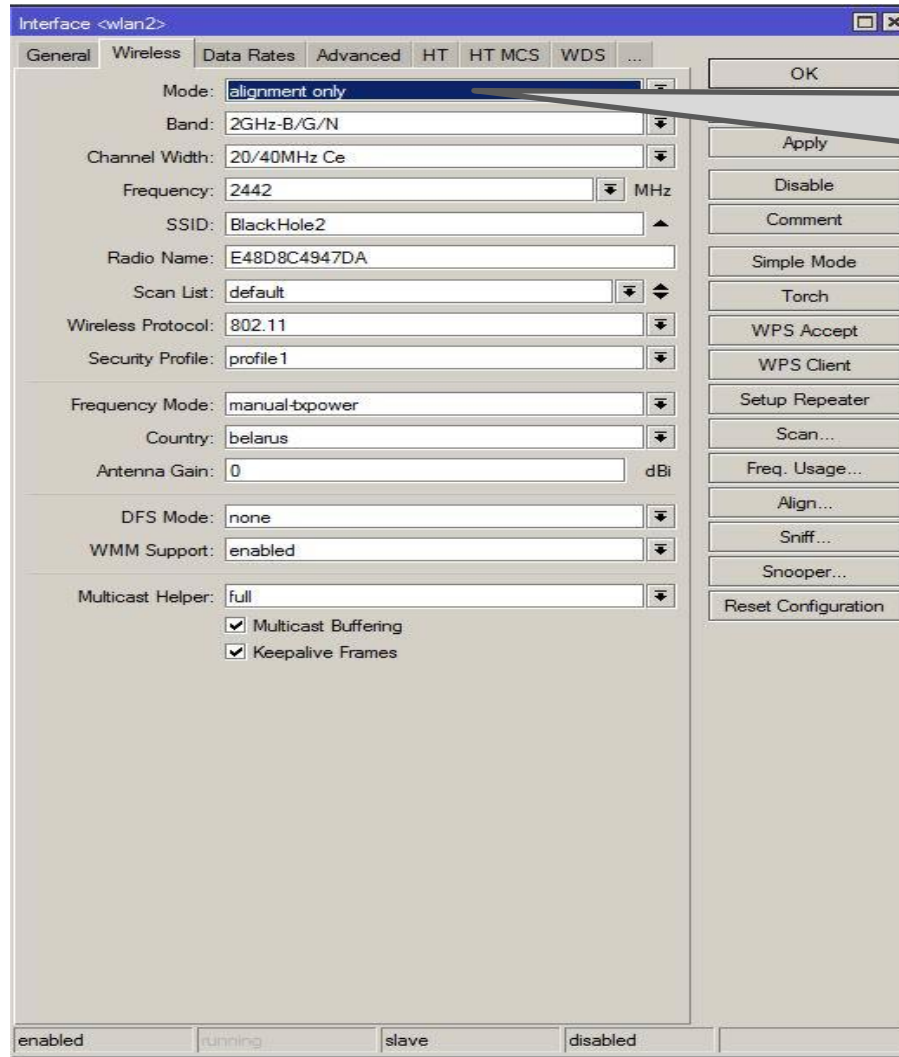 Interface <wlan2>
General Wireless Data Rates Advanced HT HT MCS WDS ...
Mode: alignment only
Band: 2GHz-B/G/N
Channel Width: 20/40MHz Ce
Frequency: 2442 MHz
SSID: BlackHole2
Radio Name: E48D8C4947DA
Scan List: default
Wireless Protocol: 802.11
Security Profile: profile1
Frequency Mode: manual-txpower
Country: belarus
Antenna Gain: 0 dBi
DFS Mode: none
WMM Support: enabled
Multicast Helper: full
Multicast Buffering
Keepalive Frames
OK
Apply
Disable
Comment
Simple Mode
Torch
WPS Accept
WPS Client
Setup Repeater
Scan...
Freq. Usage...
Align...
Sniff...
Snooper...
Reset Configuration
enabled running slave disabled